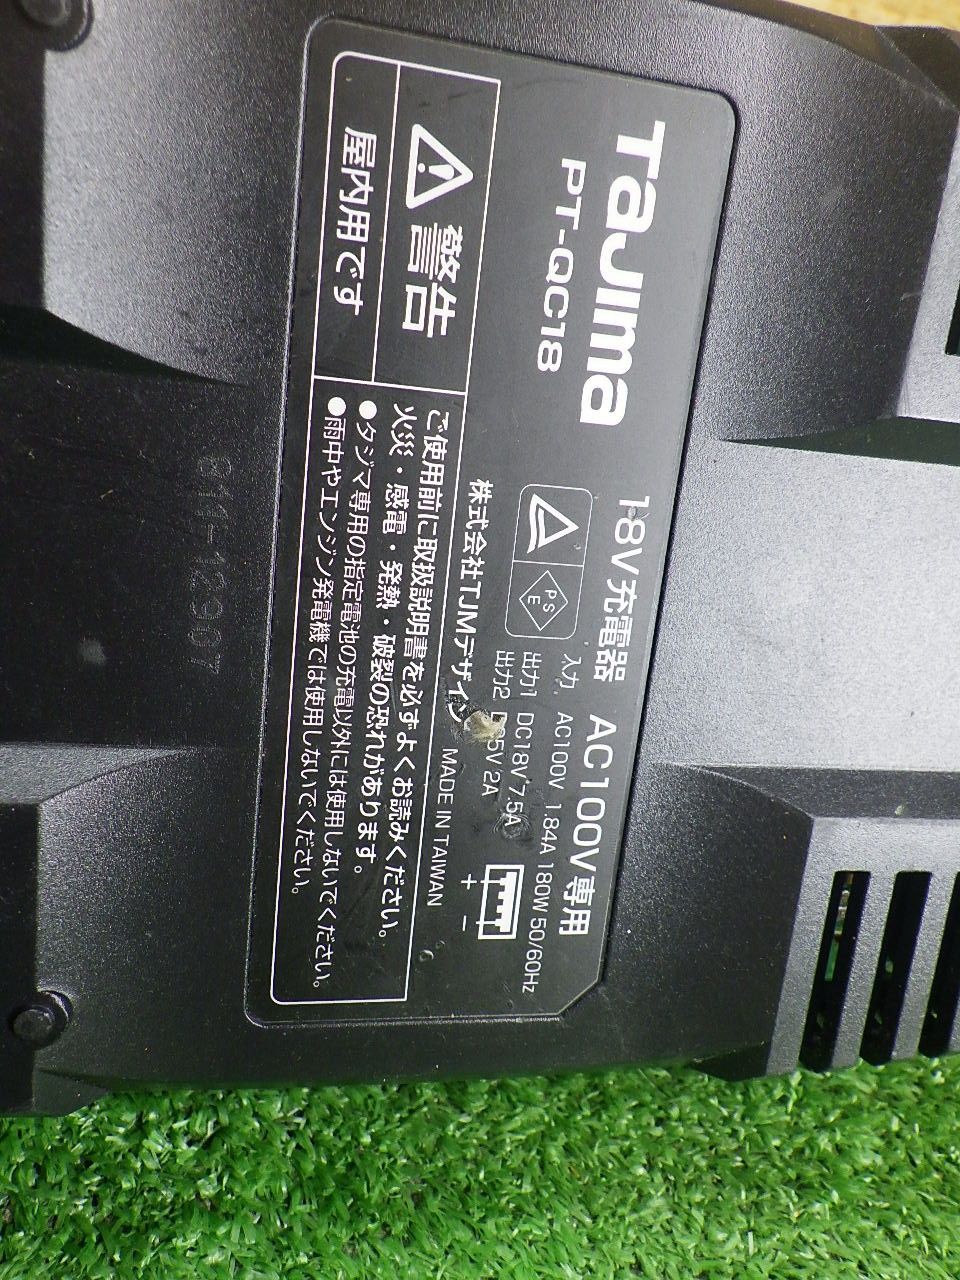 TaJIma
PT-QC18
18V充電器 AC100V専用
入力 AC100V 1.84A 180W 50/60Hz
出力1 DC18V 7.5A
出力2 DC5V 2A
PS
E
+ -
株式会社TJMデザイン MADE IN TAIWAN
警告
屋内用です
ご使用前に取扱説明書を必ずよくお読みください。
火災・感電・発熱・破裂の恐れがあります。
●タジマ専用の指定電池の充電以外には使用しないでください。
●雨中やエンジン発電機では使用しないでください。